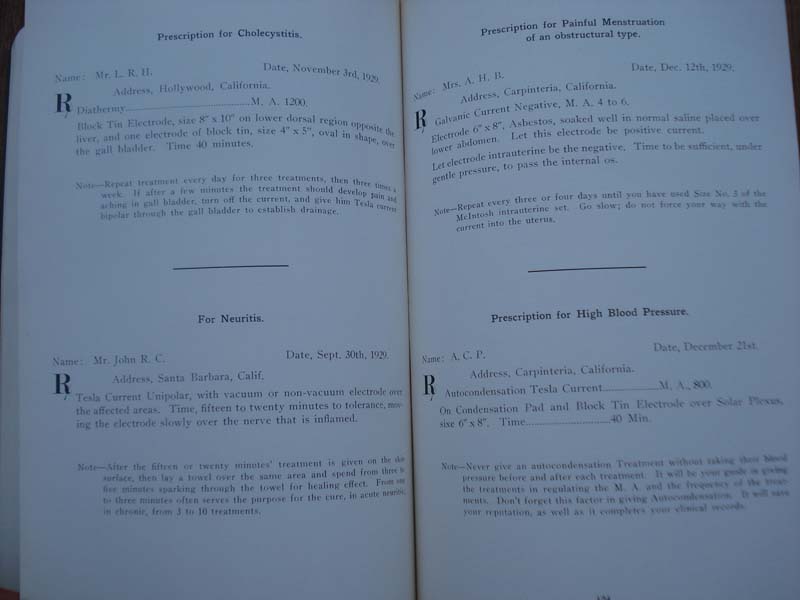 Prescription for Cholecystitis.
Name: Mr. L. R. H. Date, November 3rd, 1929.
Address, Hollywood, California.
℞ Diathermy........................................M. A. 1200.
Block Tin Electrode, size 8" x 10" on lower dorsal region opposite the
liver, and one electrode of block tin, size 4" x 5", oval in shape, over
the gall bladder. Time 40 minutes.
Note—Repeat treatment every day for three treatments, then three times a
week. If after a few minutes the treatment should develop pain and
aching in gall bladder, turn off the current, and give him Tesla current
bipolar through the gall bladder to establish drainage.
For Neuritis.
Name: Mr. John R. C. Date, Sept. 30th, 1929.
Address, Santa Barbara, Calif.
℞ Tesla Current Unipolar, with vacuum or non-vacuum electrode over
the affected areas. Time, fifteen to twenty minutes to tolerance, mov-
ing the electrode slowly over the nerve that is inflamed.
Note—After the fifteen or twenty minutes' treatment is given on the skin
surface, then lay a towel over the same area and spend from three to
five minutes sparking through the towel for healing effect. From one
to three minutes often serves the purpose for the cure, in acute neuritis;
in chronic, from 3 to 10 treatments.
Prescription for Painful Menstruation
of an obstructural type.
Name: Mrs. A. H. B. Date, Dec. 12th, 1929.
Address, Carpinteria, California.
℞ Galvanic Current Negative, M. A. 4 to 6.
Electrode 6" x 8", Asbestos, soaked well in normal saline placed over
lower abdomen. Let this electrode be positive current.
Let electrode intrauterine be the negative. Time to be sufficient, under
gentle pressure, to pass the internal os.
Note—Repeat every three or four days until you have used Size No. 5 of the
McIntosh intrauterine set. Go slow; do not force your way with the
current into the uterus.
Prescription for High Blood Pressure.
Name: A. C. P. Date, December 21st.
Address, Carpinteria, California.
℞ Autocondensation Tesla Current..................M. A., 800.
On Condensation Pad and Block Tin Electrode over Solar Plexus,
size 6" x 8". Time..........................40 Min.
Note—Never give an autocondensation Treatment without taking their blood
pressure before and after each treatment. It will be your guide in giving
the treatments in regulating the M. A. and the frequency of the treat-
ments. Don't forget this factor in giving Autocondensation. It will save
your reputation, as well as it completes your clinical records.